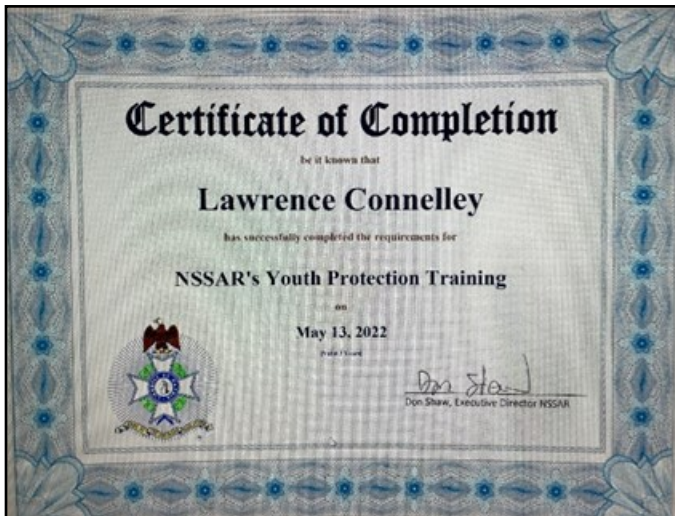 Certificate of Completion
be it known that
Lawrence Connelley
has successfully completed the requirements for
NSSAR's Youth Protection Training
on
May 13, 2022
Don Shaw
Don Shaw, Executive Director NSSAR